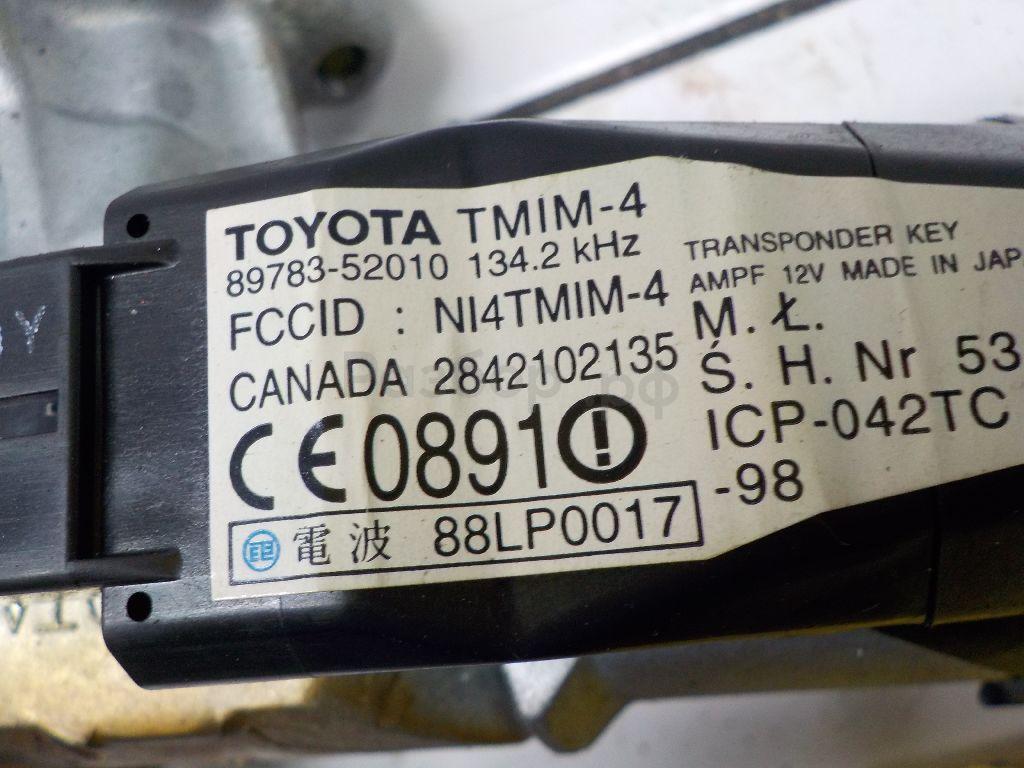 TOYOTA TMIM-4
89783-52010 134.2 kHz
FCCID : NI4TMIM-4
CANADA 2842102135
CE0891
電波 88LP0017
TRANSPONDER KEY
AMPF 12V MADE IN JAP
M. Ł.
Ś. H. Nr 53
ICP-042TC
-98